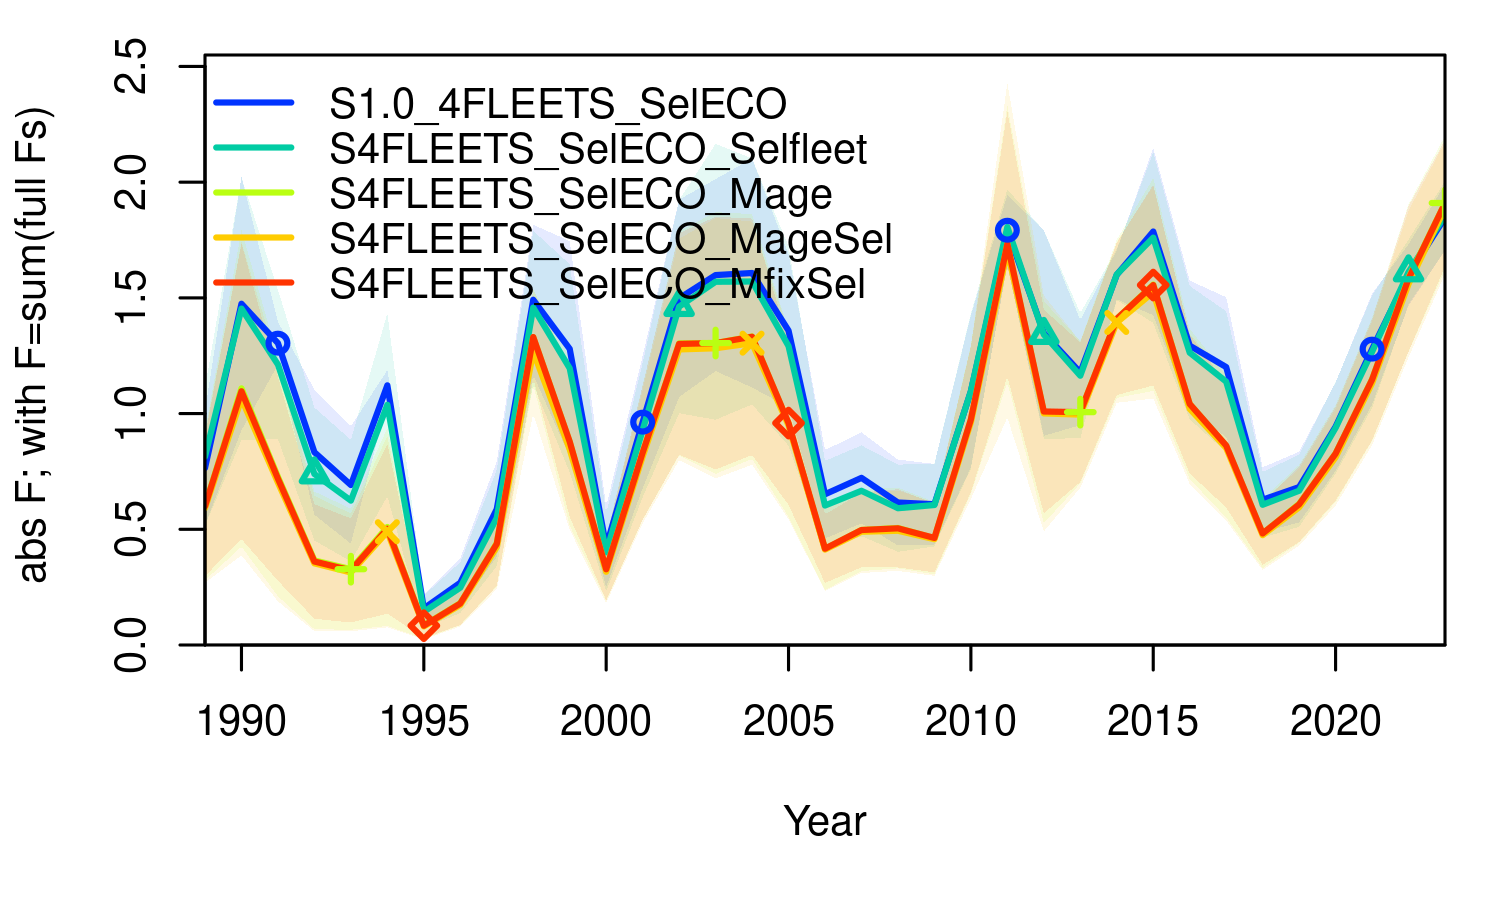 abs F; with F=sum(full Fs)
2.5
2.0
1.5
1.0
0.5
0.0
S1.0_4FLEETS_SelECO
S4FLEETS_SelECO_Selfleet
S4FLEETS_SelECO_Mage
S4FLEETS_SelECO_MageSel
S4FLEETS_SelECO_MfixSel
1990 1995 2000 2005 2010 2015 2020
Year